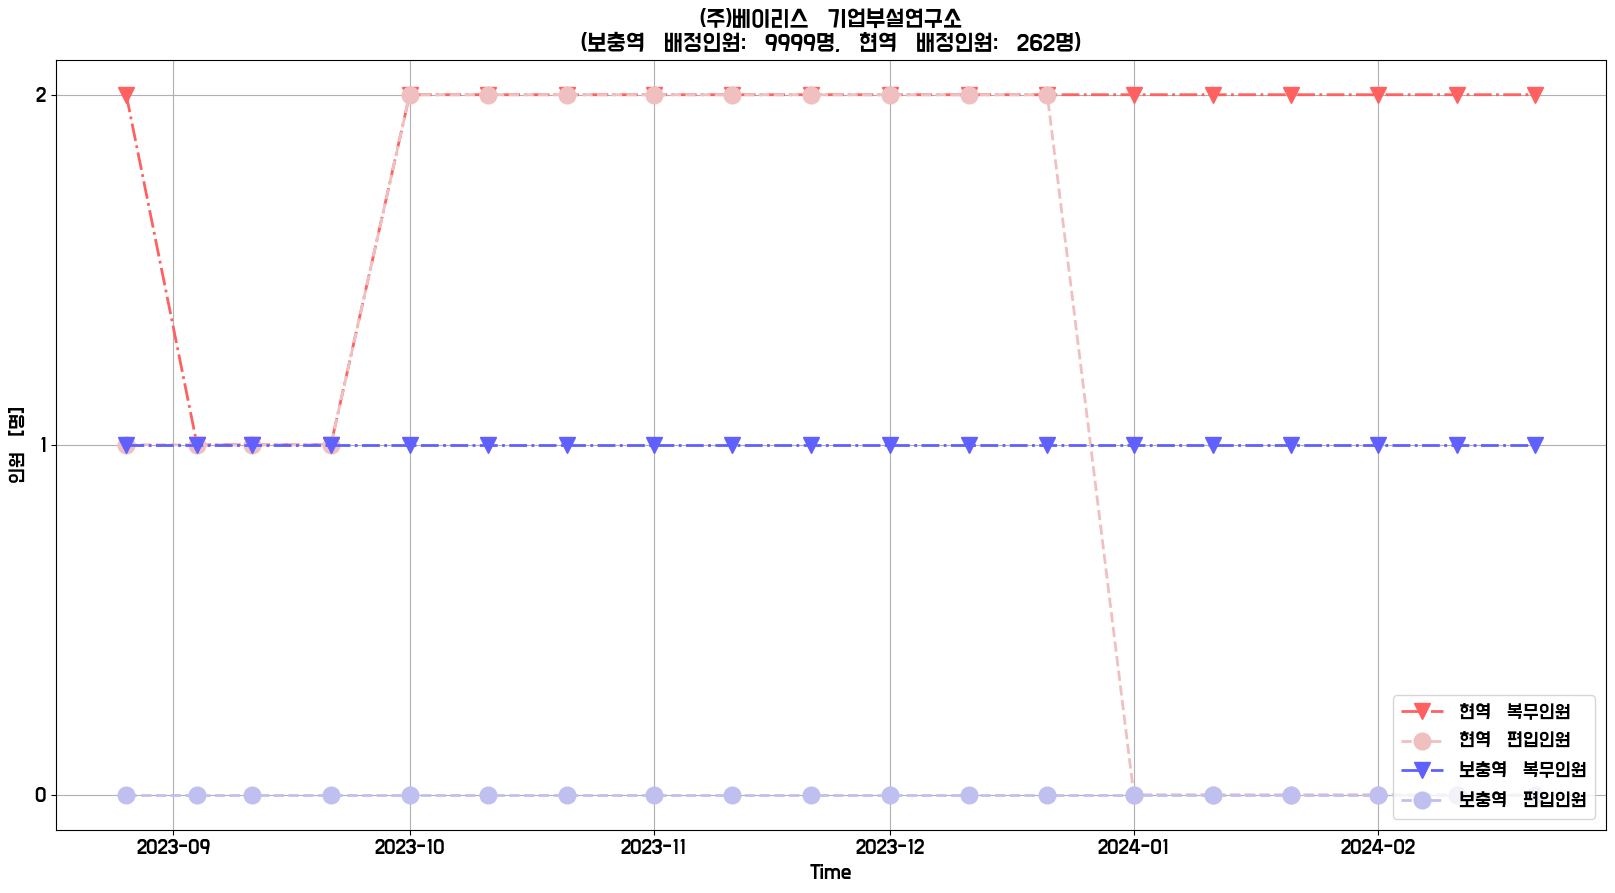 (주)베이리스 기업부설연구소
(보충역 배정인원: 9999명, 현역 배정인원: 262명)
인원 [명]
2
1
0
2023-09
2023-10
2023-11
2023-12
2024-01
2024-02
Time
현역 복무인원
현역 편입인원
보충역 복무인원
보충역 편입인원